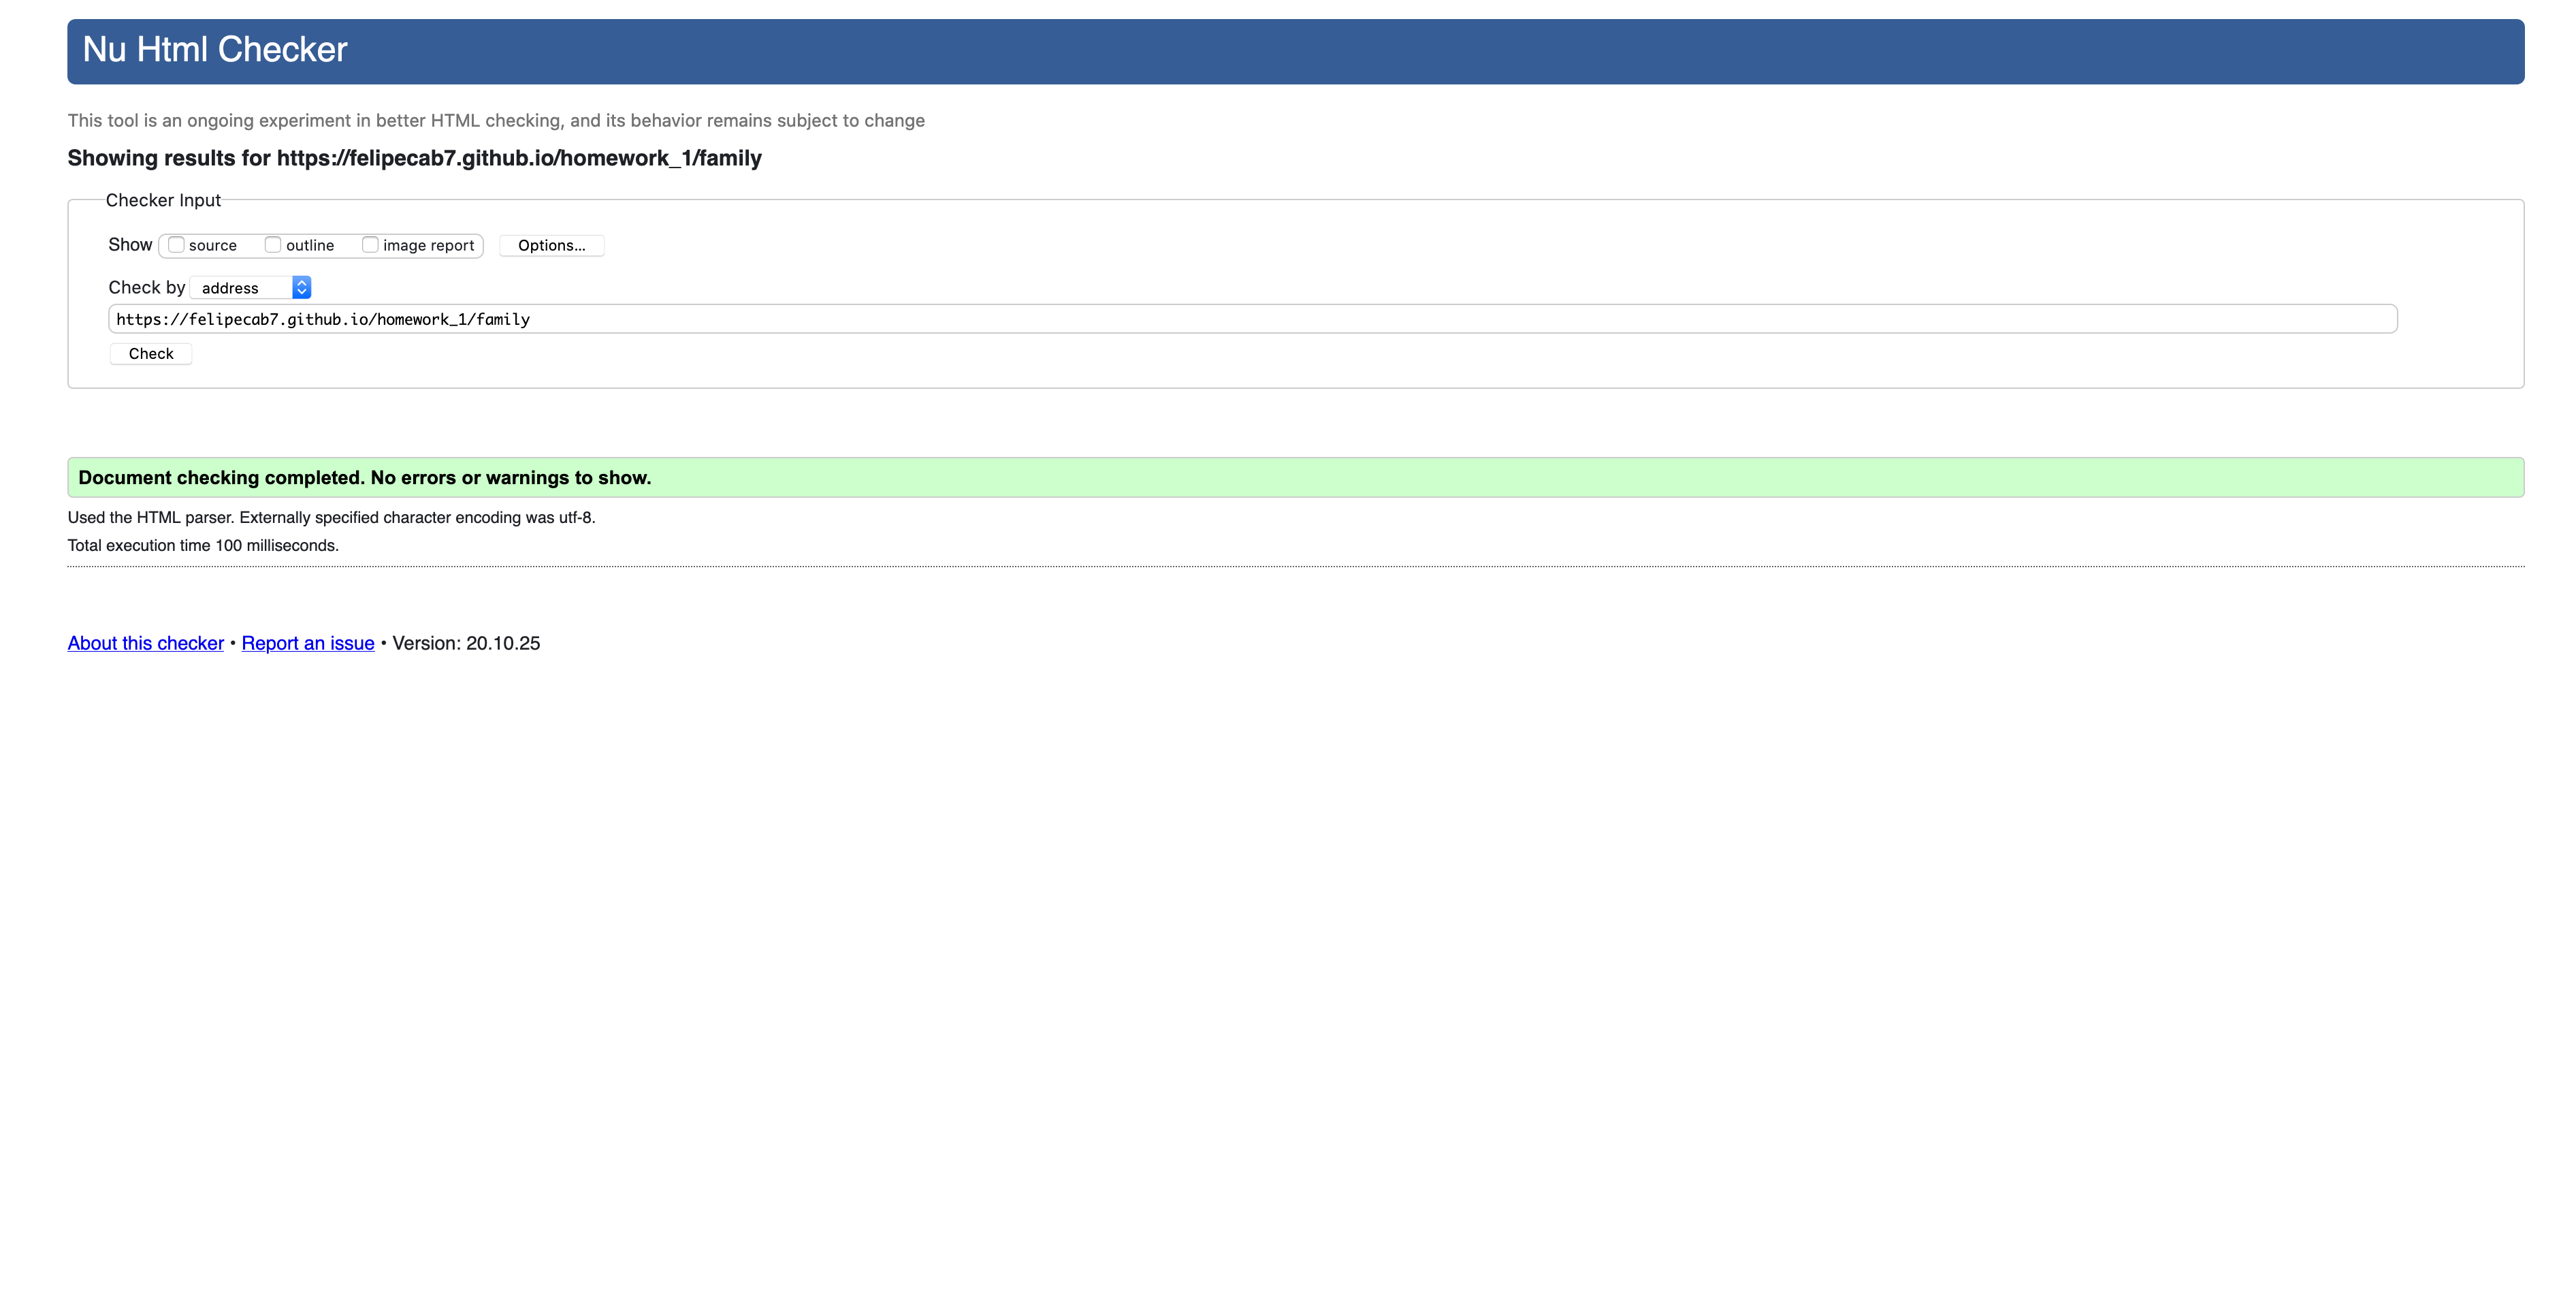 Nu Html Checker
This tool is an ongoing experiment in better HTML checking, and its behavior remains subject to change
Showing results for https://felipecab7.github.io/homework_1/family
Checker Input
Show source outline image report Options...
Check by address
https://felipecab7.github.io/homework_1/family
Check
Document checking completed. No errors or warnings to show.
Used the HTML parser. Externally specified character encoding was utf-8.
Total execution time 100 milliseconds.
About this checker • Report an issue • Version: 20.10.25